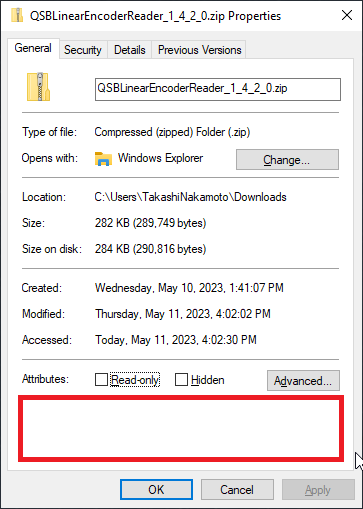 QSBLinearEncoderReader_1_4_2_0.zip Properties
General Security Details Previous Versions
QSBLinearEncoderReader_1_4_2_0.zip
Type of file: Compressed (zipped) Folder (.zip)
Opens with: Windows Explorer Change...
Location: C:\Users\TakashiNakamoto\Downloads
Size: 282 KB (289,749 bytes)
Size on disk: 284 KB (290,816 bytes)
Created: Wednesday, May 10, 2023, 1:41:07 PM
Modified: Thursday, May 11, 2023, 4:02:02 PM
Accessed: Today, May 11, 2023, 4:02:30 PM
Attributes: Read-only Hidden Advanced...
OK Cancel Apply